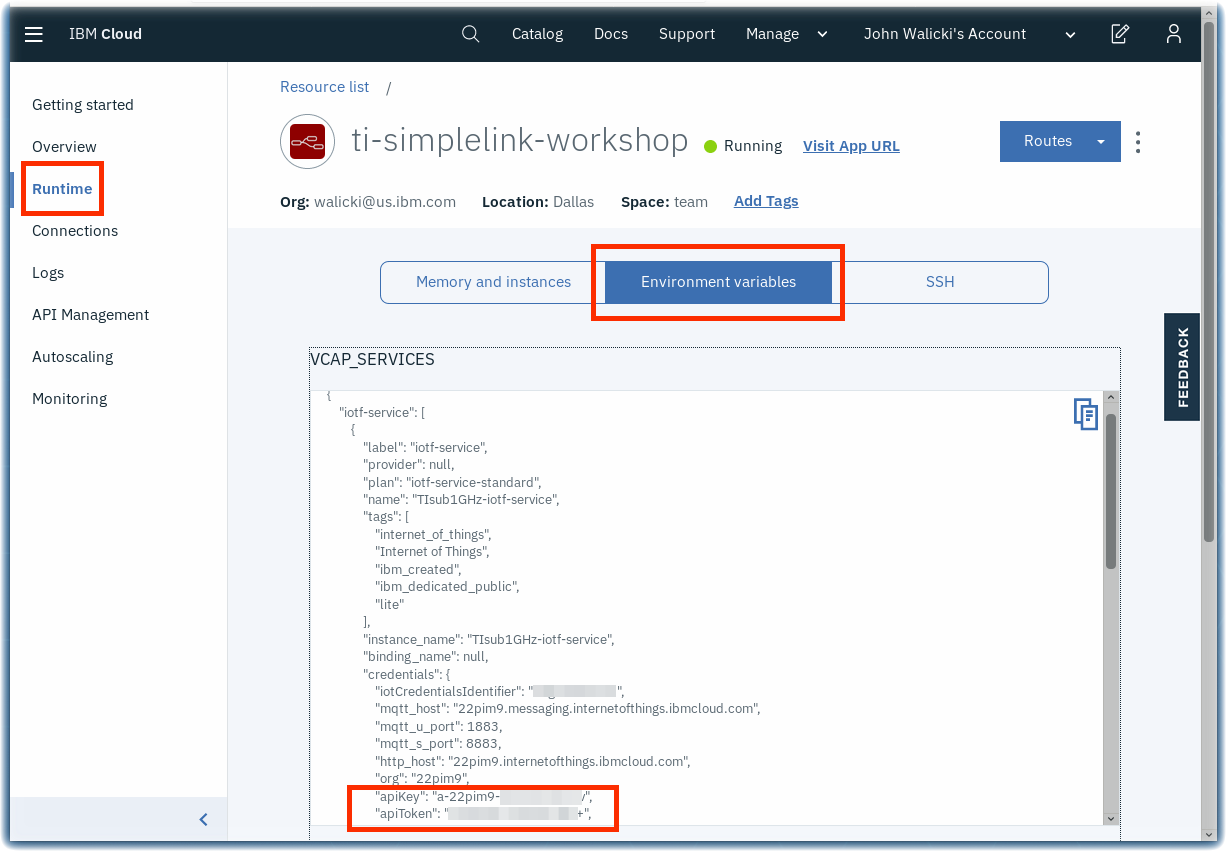 IBM Cloud
Catalog
Docs
Support
Manage
John Walicki's Account
Getting started
Overview
Runtime
Connections
Logs
API Management
Autoscaling
Monitoring
Resource list /
ti-simplelink-workshop
Running
Visit App URL
Routes
Org: walicki@us.ibm.com
Location: Dallas
Space: team
Add Tags
Memory and instances
Environment variables
SSH
FEEDBACK
VCAP_SERVICES
{
"iotf-service": [
{
"label": "iotf-service",
"provider": null,
"plan": "iotf-service-standard",
"name": "TIsub1GHz-iotf-service",
"tags": [
"internet_of_things",
"Internet of Things",
"ibm_created",
"ibm_dedicated_public",
"lite"
],
"instance_name": "TIsub1GHz-iotf-service",
"binding_name": null,
"credentials": {
"iotCredentialsIdentifier": "",
"mqtt_host": "22pim9.messaging.internetofthings.ibmcloud.com",
"mqtt_u_port": 1883,
"mqtt_s_port": 8883,
"http_host": "22pim9.internetofthings.ibmcloud.com",
"org": "22pim9",
"apiKey": "a-22pim9-",
"apiToken": "+",